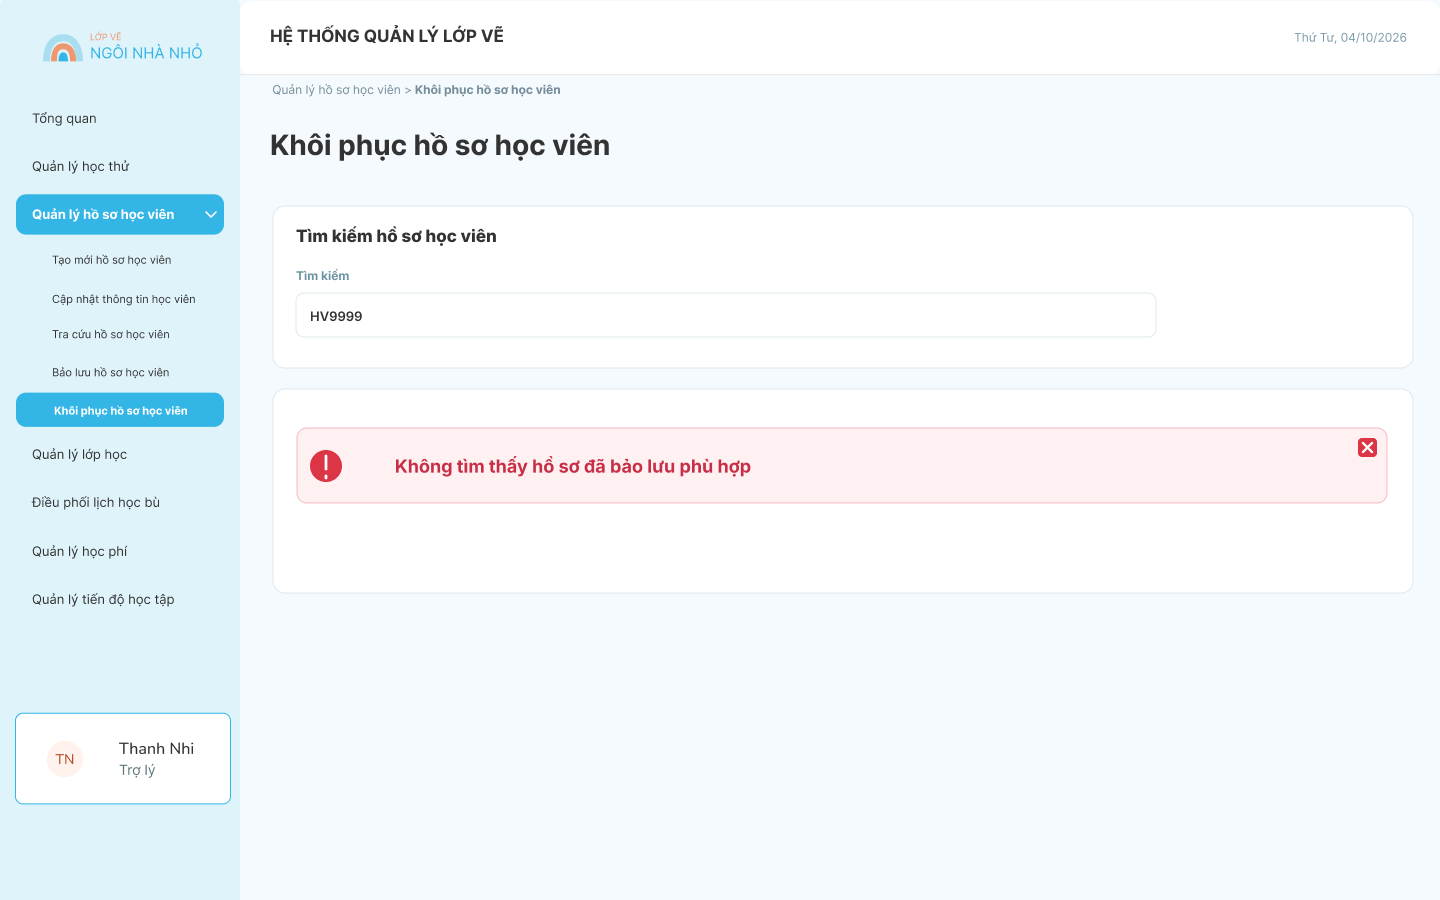 LỚP VẼ
NGÔI NHÀ NHỎ
HỆ THỐNG QUẢN LÝ LỚP VẼ
Thứ Tư, 04/10/2026
Quản lý hồ sơ học viên > Khôi phục hồ sơ học viên
Khôi phục hồ sơ học viên
Tổng quan
Quản lý học thử
Quản lý hồ sơ học viên
Tạo mới hồ sơ học viên
Cập nhật thông tin học viên
Tra cứu hồ sơ học viên
Bảo lưu hồ sơ học viên
Khôi phục hồ sơ học viên
Quản lý lớp học
Điều phối lịch học bù
Quản lý học phí
Quản lý tiến độ học tập
TN
Thanh Nhi
Trợ lý
Tìm kiếm hồ sơ học viên
Tìm kiếm
HV9999
Không tìm thấy hồ sơ đã bảo lưu phù hợp